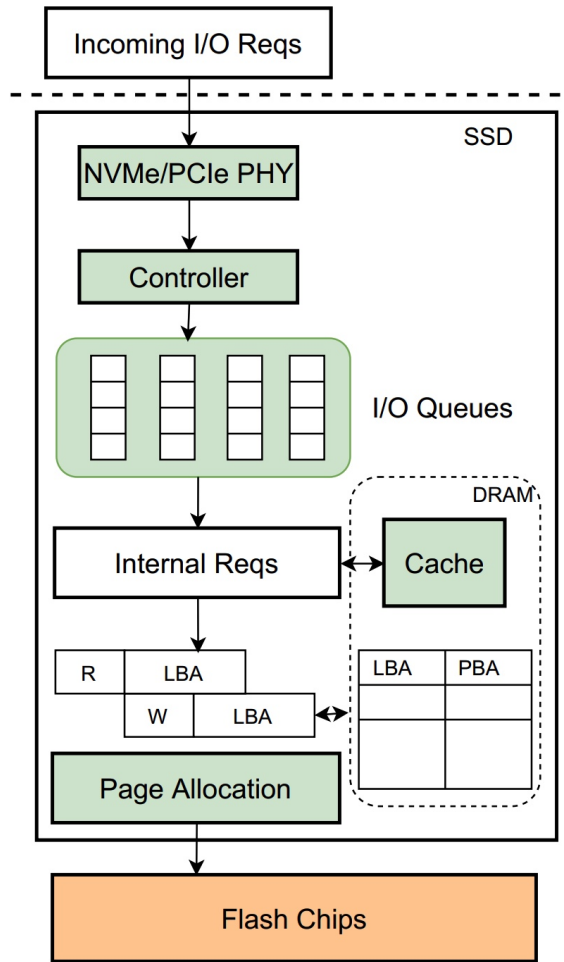 Incoming I/O Reqs
SSD
NVMe/PCIe PHY
Controller
I/O Queues
DRAM
Internal Reqs
Cache
R LBA
LBA PBA
W LBA
Page Allocation
Flash Chips